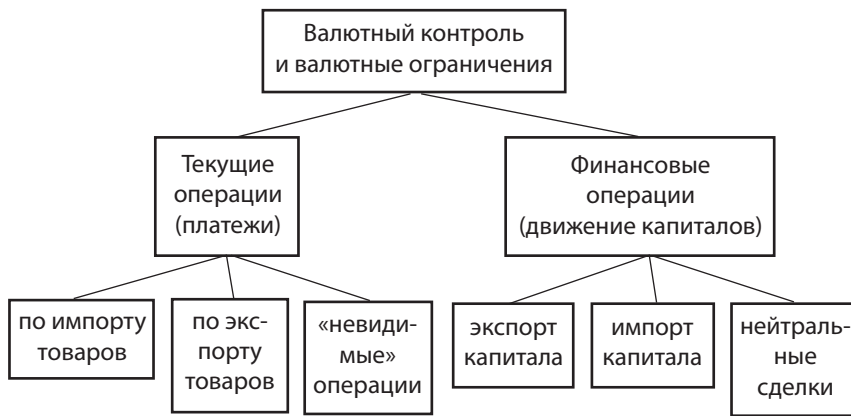 Валютный контроль
и валютные ограничения
Текущие
операции
(платежи)
Финансовые
операции
(движение капиталов)
по импорту
товаров
по экс-
порту
товаров
«невиди-
мые»
операции
экспорт
капитала
импорт
капитала
нейтраль-
ные
сделки